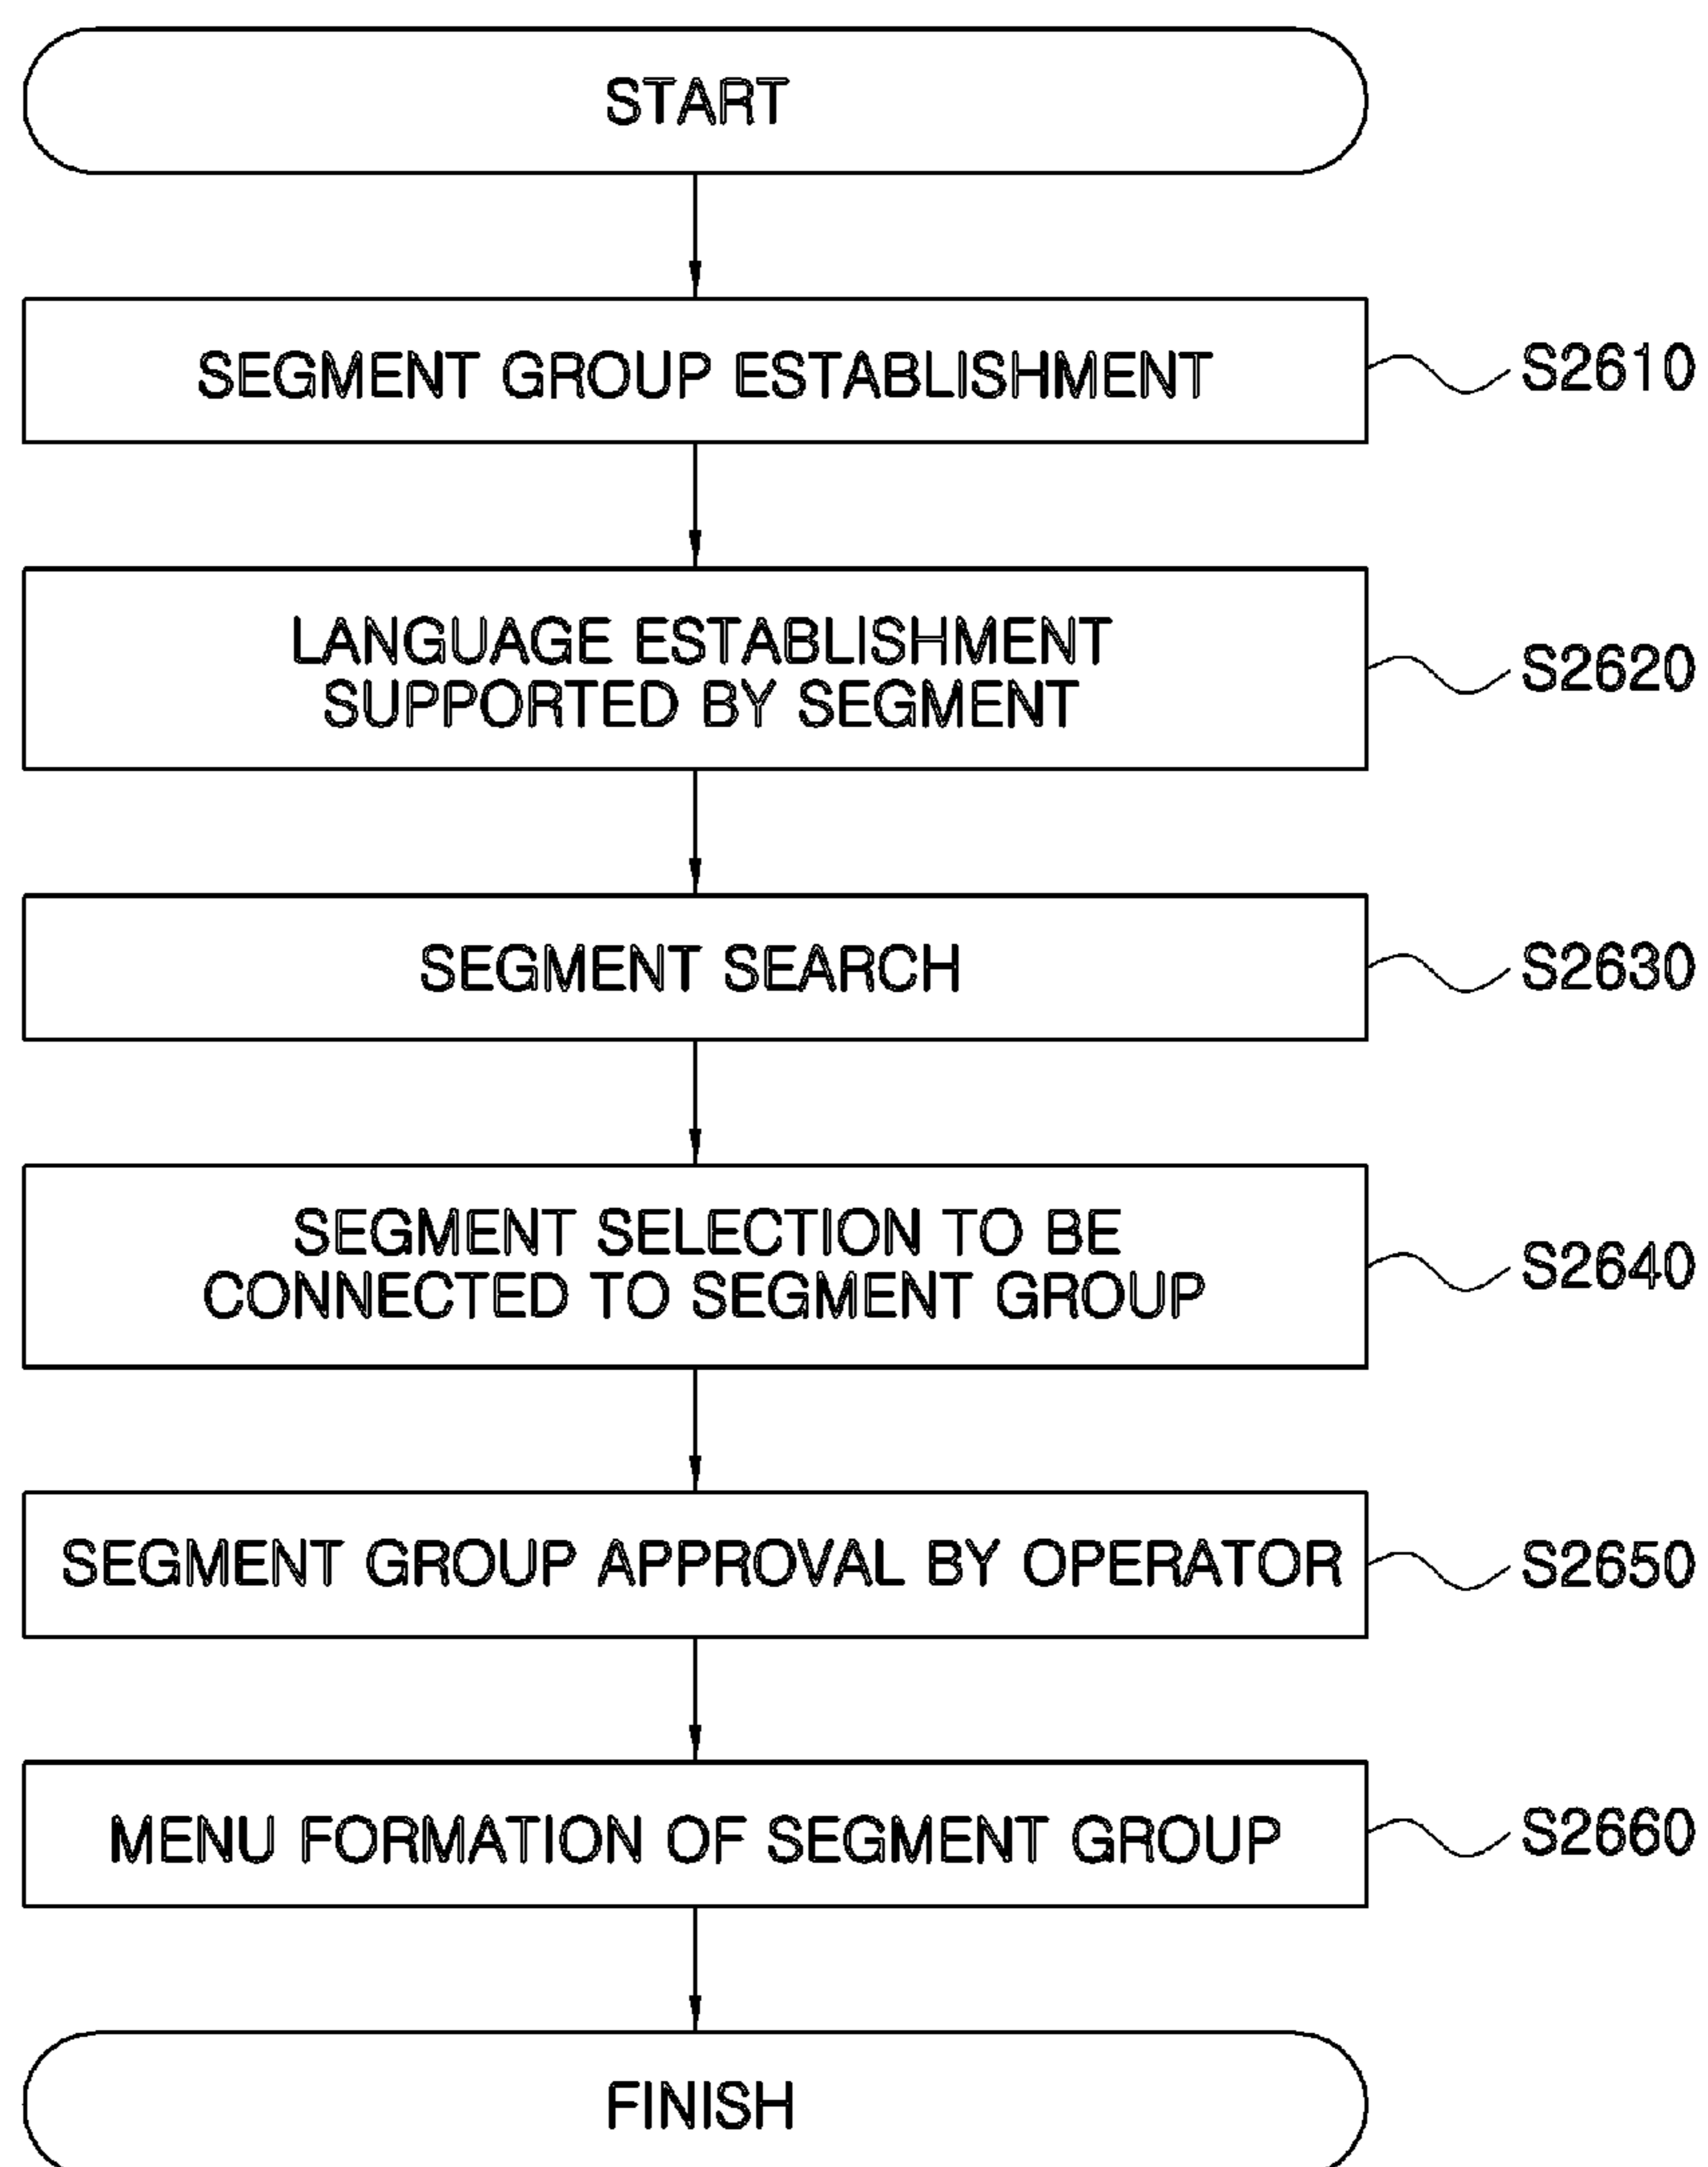 START
SEGMENT GROUP ESTABLISHMENT
S2610
LANGUAGE ESTABLISHMENT
SUPPORTED BY SEGMENT
S2620
SEGMENT SEARCH
S2630
SEGMENT SELECTION TO BE
CONNECTED TO SEGMENT GROUP
S2640
SEGMENT GROUP APPROVAL BY OPERATOR
S2650
MENU FORMATION OF SEGMENT GROUP
S2660
FINISH